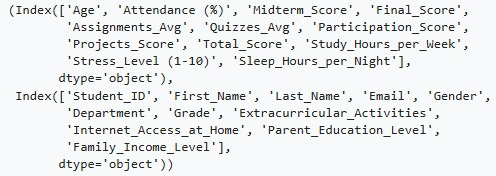 (Index(['Age', 'Attendance (%)', 'Midterm_Score', 'Final_Score',
'Assignments_Avg', 'Quizzes_Avg', 'Participation_Score',
'Projects_Score', 'Total_Score', 'Study_Hours_per_Week',
'Stress_Level (1-10)', 'Sleep_Hours_per_Night'],
dtype='object'),
Index(['Student_ID', 'First_Name', 'Last_Name', 'Email', 'Gender',
'Department', 'Grade', 'Extracurricular_Activities',
'Internet_Access_at_Home', 'Parent_Education_Level',
'Family_Income_Level'],
dtype='object'))